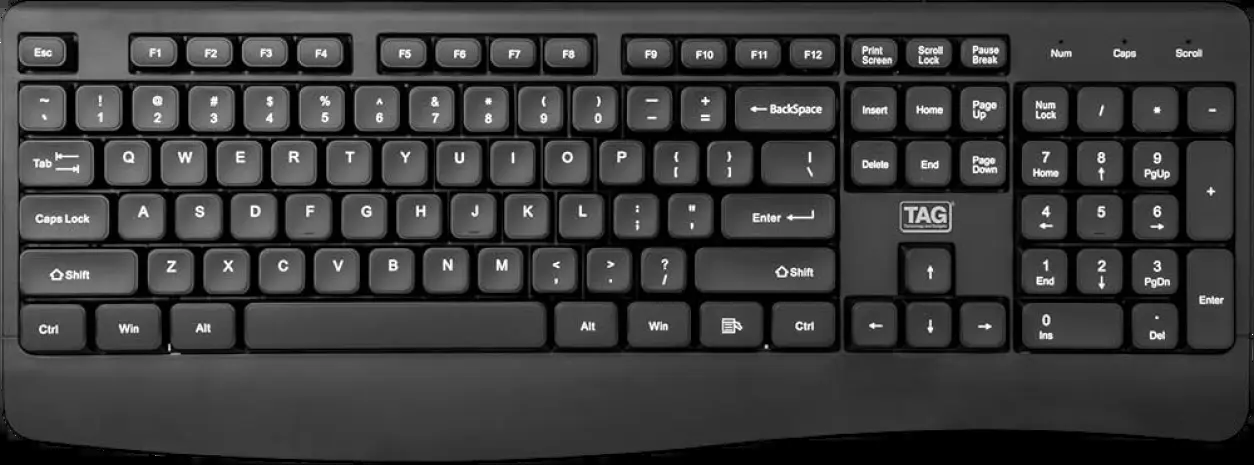 Esc F1 F2 F3 F4 F5 F6 F7 F8 F9 F10 F11 F12 Print Screen Scroll Lock Pause Break Num Caps Scroll
~ ! @ # $ % ^ & * ( ) — +
` 1 2 3 4 5 6 7 8 9 0 – = ← BackSpace Insert Home Page Up Num Lock / * -
Tab Q W E R T Y U I O P { } |
[ ] \ Delete End Page Down 7 Home 8 ↑ 9 PgUp +
TAG
Caps Lock A S D F G H J K L : "
; ' Enter 4 ← 5 6 →
Shift Z X C V B N M < > ?
, . / Shift ↑ 1 End 2 ↓ 3 PgDn Enter
Ctrl Win Alt Alt Win Ctrl ← ↓ → 0 Ins . Del